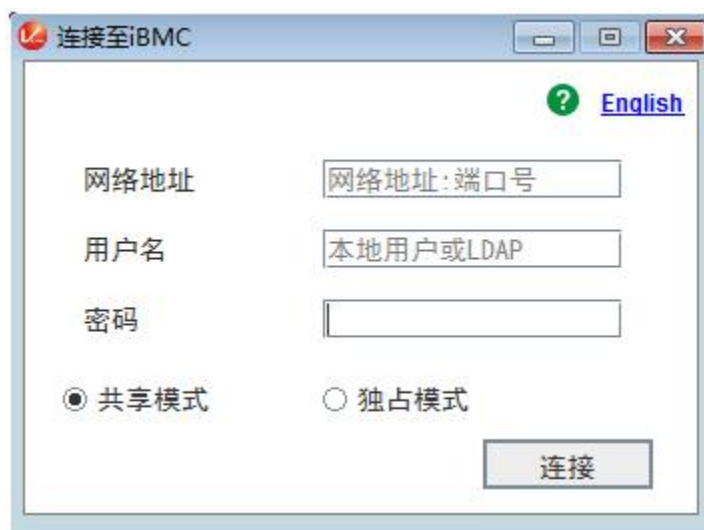 连接至iBMC
?
English
网络地址 网络地址:端口号
用户名 本地用户或LDAP
密码
共享模式 独占模式
连接